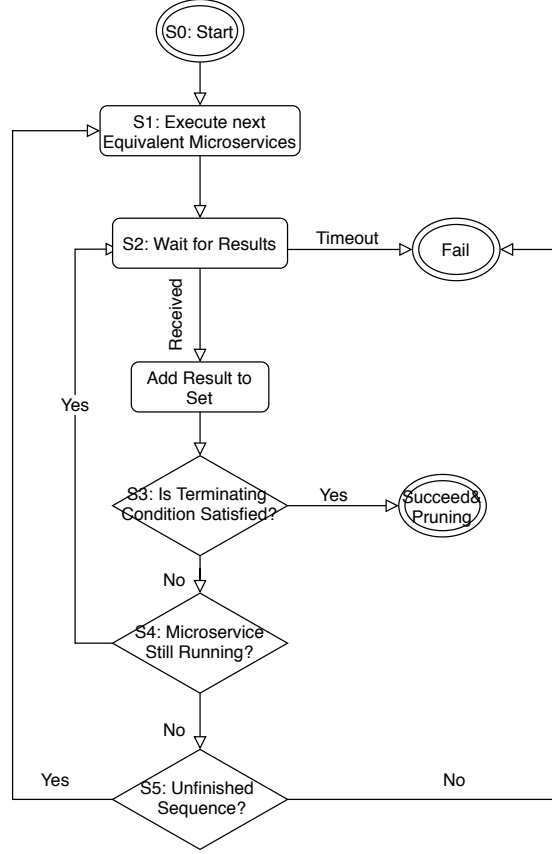 S0: Start
S1: Execute next
Equivalent Microservices
S2: Wait for Results
Timeout
Fail
Received
Add Result to
Set
Yes
S3: Is Terminating
Condition Satisfied?
Yes
Succeed&
Pruning
No
S4: Microservice
Still Running?
No
Yes
S5: Unfinished
Sequence?
No